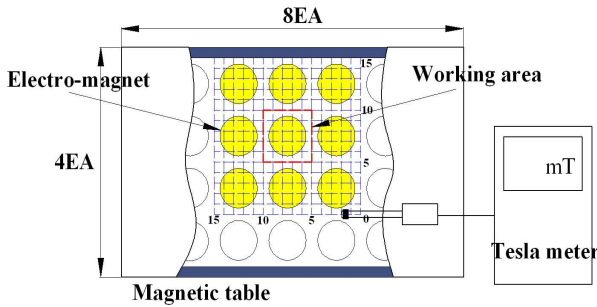 8EA
Electro-magnet
Working area
15
10
4EA
5
mT
15
10
5
0
Tesla meter
Magnetic table